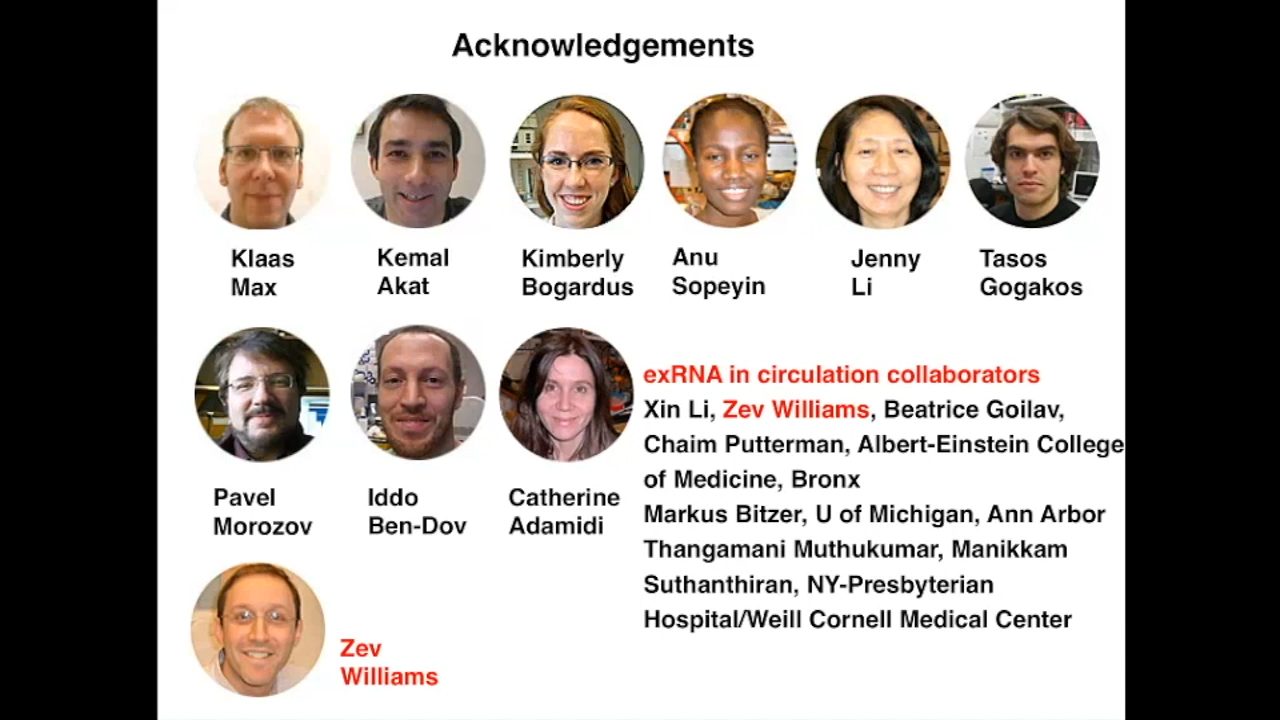 Acknowledgements
Klaas
Max
Kemal
Akat
Kimberly
Bogardus
Anu
Sopeyin
Jenny
Li
Tasos
Gogakos
Pavel
Morozov
Iddo
Ben-Dov
Catherine
Adamidi
exRNA in circulation collaborators
Xin Li, Zev Williams, Beatrice Goilav,
Chaim Putterman, Albert-Einstein College
of Medicine, Bronx
Markus Bitzer, U of Michigan, Ann Arbor
Thangamani Muthukumar, Manikkam
Suthanthiran, NY-Presbyterian
Hospital/Weill Cornell Medical Center
Zev
Williams